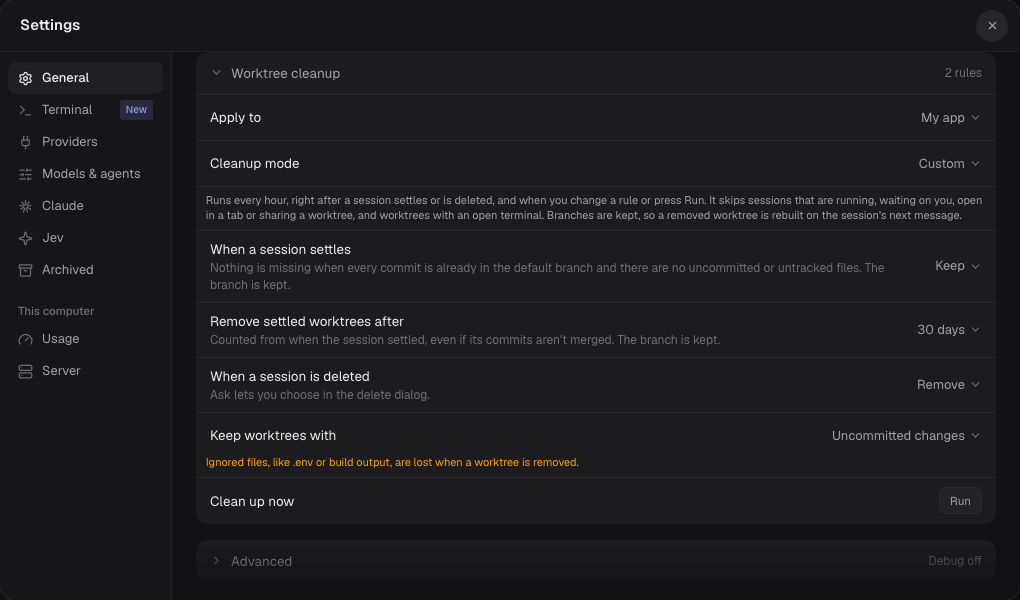 Settings
General
Terminal New
Providers
Models & agents
Claude
Jev
Archived
This computer
Usage
Server
Worktree cleanup 2 rules
Apply to My app
Cleanup mode Custom
Runs every hour, right after a session settles or is deleted, and when you change a rule or press Run. It skips sessions that are running, waiting on you, open
in a tab or sharing a worktree, and worktrees with an open terminal. Branches are kept, so a removed worktree is rebuilt on the session's next message.
When a session settles
Nothing is missing when every commit is already in the default branch and there are no uncommitted or untracked files. The
branch is kept.
Keep
Remove settled worktrees after
Counted from when the session settled, even if its commits aren't merged. The branch is kept.
30 days
When a session is deleted
Ask lets you choose in the delete dialog.
Remove
Keep worktrees with Uncommitted changes
Ignored files, like .env or build output, are lost when a worktree is removed.
Clean up now Run
Advanced Debug off